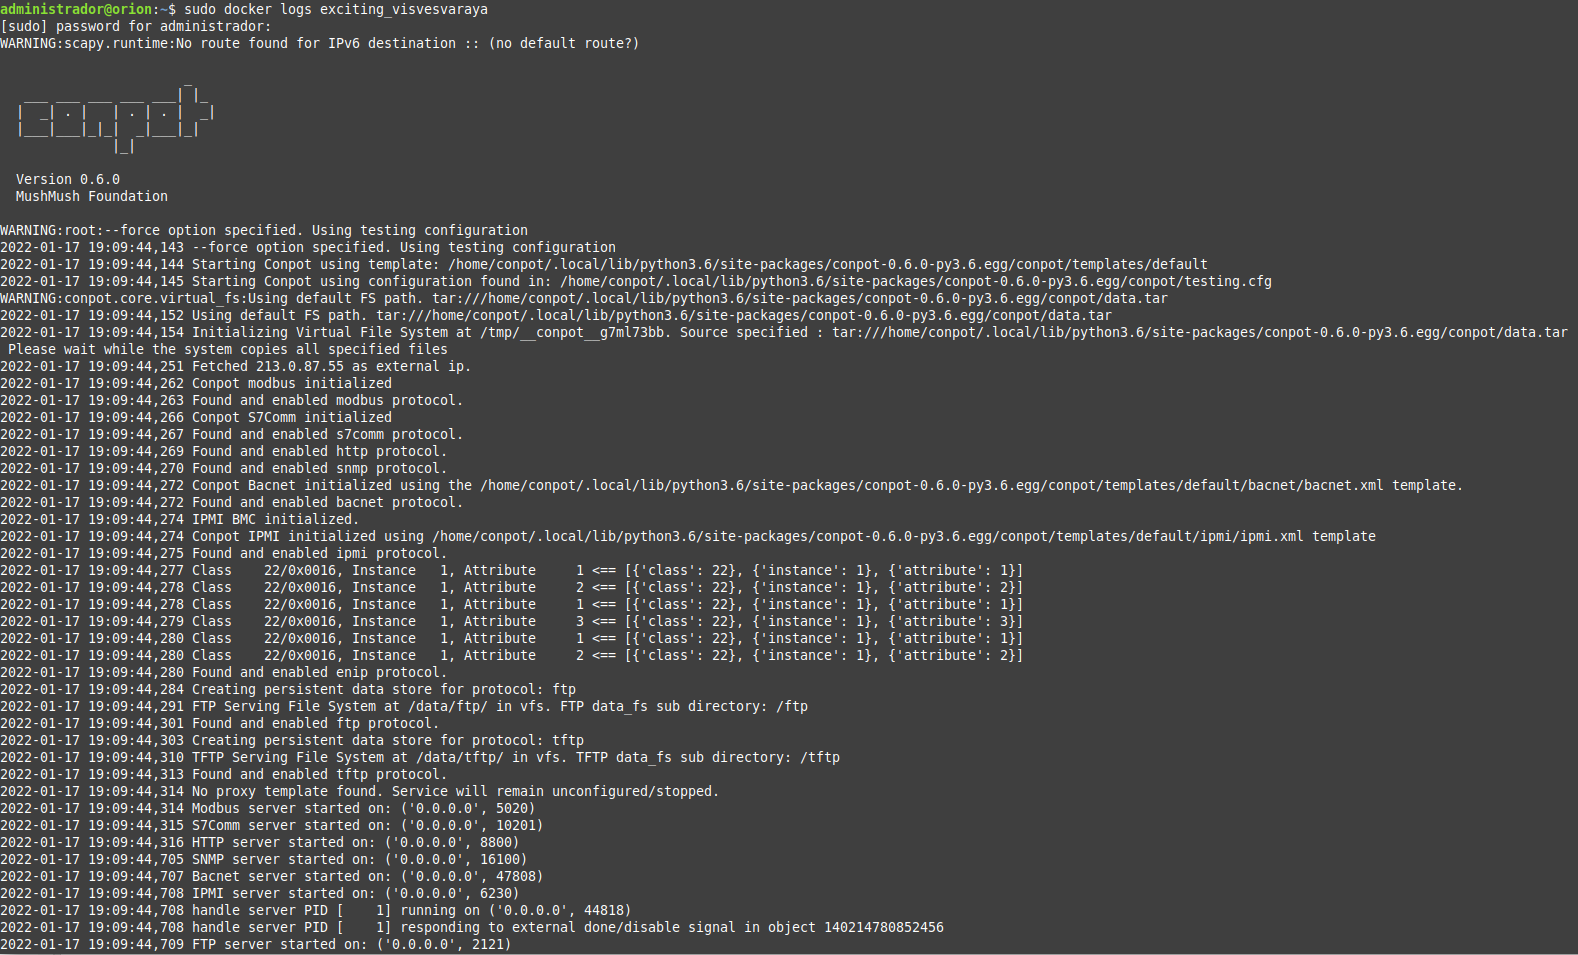 administrador@orion:~$ sudo docker logs exciting_visvesvaraya
[sudo] password for administrador:
WARNING:scapy.runtime:No route found for IPv6 destination :: (no default route?)
                       _
   ___ ___ ___ ___ ___| |_
  |  _| . |   | . | . |  _|
  |___|___|_|_|  _|___|_|
              |_|
  Version 0.6.0
  MushMush Foundation
WARNING:root:--force option specified. Using testing configuration
2022-01-17 19:09:44,143 --force option specified. Using testing configuration
2022-01-17 19:09:44,144 Starting Conpot using template: /home/conpot/.local/lib/python3.6/site-packages/conpot-0.6.0-py3.6.egg/conpot/templates/default
2022-01-17 19:09:44,145 Starting Conpot using configuration found in: /home/conpot/.local/lib/python3.6/site-packages/conpot-0.6.0-py3.6.egg/conpot/testing.cfg
WARNING:conpot.core.virtual_fs:Using default FS path. tar:///home/conpot/.local/lib/python3.6/site-packages/conpot-0.6.0-py3.6.egg/conpot/data.tar
2022-01-17 19:09:44,152 Using default FS path. tar:///home/conpot/.local/lib/python3.6/site-packages/conpot-0.6.0-py3.6.egg/conpot/data.tar
2022-01-17 19:09:44,154 Initializing Virtual File System at /tmp/__conpot__g7ml73bb. Source specified : tar:///home/conpot/.local/lib/python3.6/site-packages/conpot-0.6.0-py3.6.egg/conpot/data.tar
 Please wait while the system copies all specified files
2022-01-17 19:09:44,251 Fetched 213.0.87.55 as external ip.
2022-01-17 19:09:44,262 Conpot modbus initialized
2022-01-17 19:09:44,263 Found and enabled modbus protocol.
2022-01-17 19:09:44,266 Conpot S7Comm initialized
2022-01-17 19:09:44,267 Found and enabled s7comm protocol.
2022-01-17 19:09:44,269 Found and enabled http protocol.
2022-01-17 19:09:44,270 Found and enabled snmp protocol.
2022-01-17 19:09:44,272 Conpot Bacnet initialized using the /home/conpot/.local/lib/python3.6/site-packages/conpot-0.6.0-py3.6.egg/conpot/templates/default/bacnet/bacnet.xml template.
2022-01-17 19:09:44,272 Found and enabled bacnet protocol.
2022-01-17 19:09:44,274 IPMI BMC initialized.
2022-01-17 19:09:44,274 Conpot IPMI initialized using /home/conpot/.local/lib/python3.6/site-packages/conpot-0.6.0-py3.6.egg/conpot/templates/default/ipmi/ipmi.xml template
2022-01-17 19:09:44,275 Found and enabled ipmi protocol.
2022-01-17 19:09:44,277 Class    22/0x0016, Instance   1, Attribute     1 <== [{'class': 22}, {'instance': 1}, {'attribute': 1}]
2022-01-17 19:09:44,278 Class    22/0x0016, Instance   1, Attribute     2 <== [{'class': 22}, {'instance': 1}, {'attribute': 2}]
2022-01-17 19:09:44,278 Class    22/0x0016, Instance   1, Attribute     1 <== [{'class': 22}, {'instance': 1}, {'attribute': 1}]
2022-01-17 19:09:44,279 Class    22/0x0016, Instance   1, Attribute     3 <== [{'class': 22}, {'instance': 1}, {'attribute': 3}]
2022-01-17 19:09:44,280 Class    22/0x0016, Instance   1, Attribute     1 <== [{'class': 22}, {'instance': 1}, {'attribute': 1}]
2022-01-17 19:09:44,280 Class    22/0x0016, Instance   1, Attribute     2 <== [{'class': 22}, {'instance': 1}, {'attribute': 2}]
2022-01-17 19:09:44,280 Found and enabled enip protocol.
2022-01-17 19:09:44,284 Creating persistent data store for protocol: ftp
2022-01-17 19:09:44,291 FTP Serving File System at /data/ftp/ in vfs. FTP data_fs sub directory: /ftp
2022-01-17 19:09:44,301 Found and enabled ftp protocol.
2022-01-17 19:09:44,303 Creating persistent data store for protocol: tftp
2022-01-17 19:09:44,310 TFTP Serving File System at /data/tftp/ in vfs. TFTP data_fs sub directory: /tftp
2022-01-17 19:09:44,313 Found and enabled tftp protocol.
2022-01-17 19:09:44,314 No proxy template found. Service will remain unconfigured/stopped.
2022-01-17 19:09:44,314 Modbus server started on: ('0.0.0.0', 5020)
2022-01-17 19:09:44,315 S7Comm server started on: ('0.0.0.0', 10201)
2022-01-17 19:09:44,316 HTTP server started on: ('0.0.0.0', 8800)
2022-01-17 19:09:44,705 SNMP server started on: ('0.0.0.0', 16100)
2022-01-17 19:09:44,707 Bacnet server started on: ('0.0.0.0', 47808)
2022-01-17 19:09:44,708 IPMI server started on: ('0.0.0.0', 6230)
2022-01-17 19:09:44,708 handle server PID [    1] running on ('0.0.0.0', 44818)
2022-01-17 19:09:44,708 handle server PID [    1] responding to external done/disable signal in object 140214780852456
2022-01-17 19:09:44,709 FTP server started on: ('0.0.0.0', 2121)